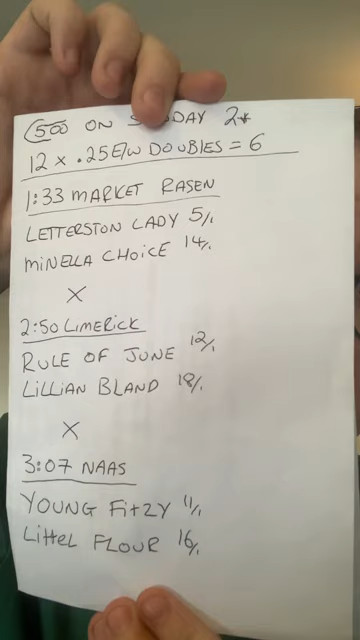 500 ON SUNDAY 2*
12 x .25 E/W DOUBLES = 6
1:33 MARKET RASEN
LETTERSTON LADY 5/1
MINELLA CHOICE 14/1
X
2:50 LIMERICK
RULE OF JUNE 12/1
LILLIAN BLAND 18/1
X
3:07 NAAS
YOUNG FITZY 11/1
LITTEL FLOUR 16/1